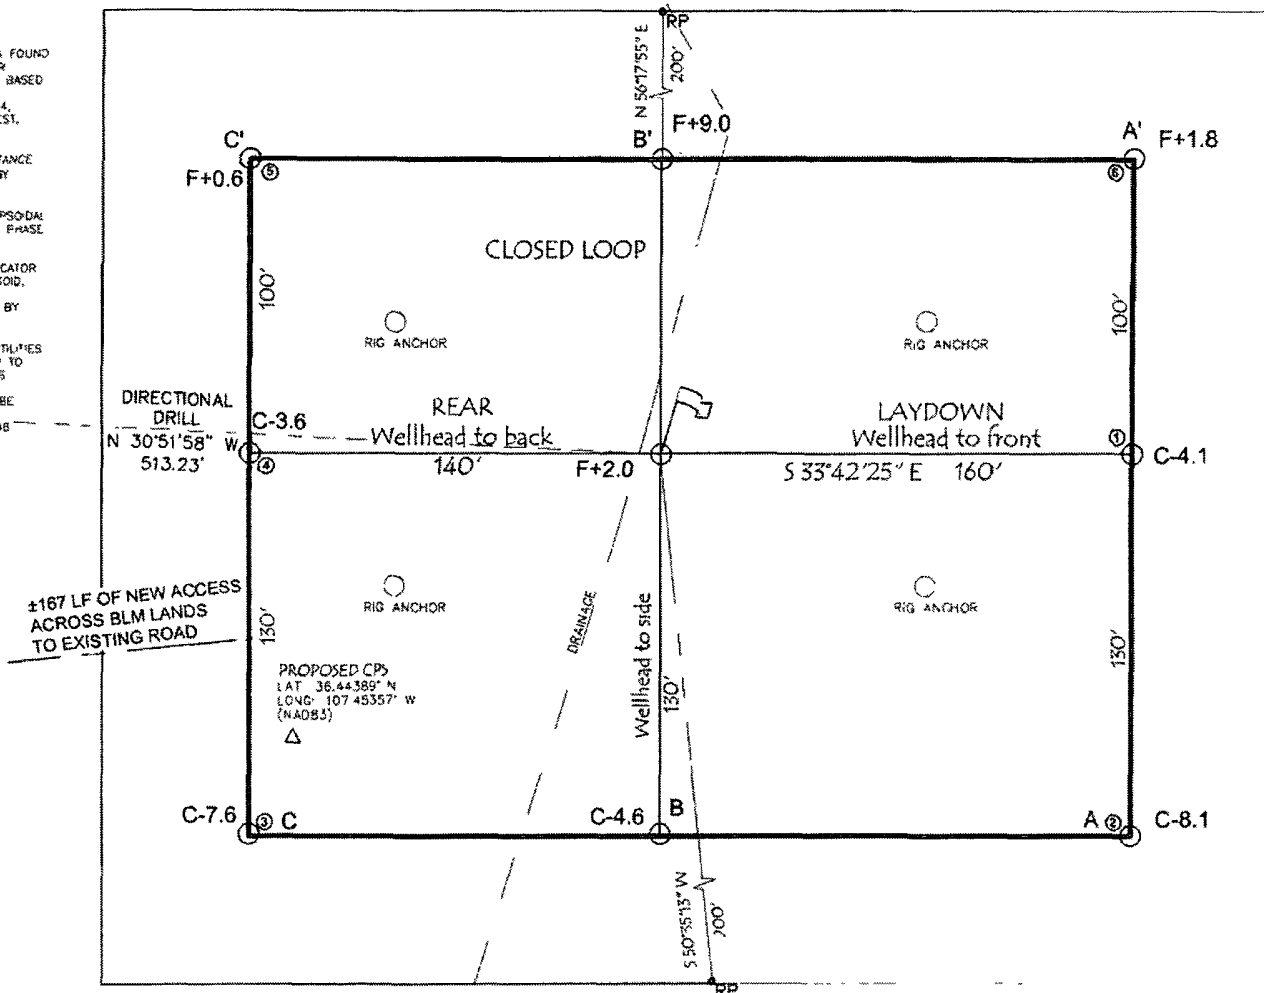 FOUND
BASED
RP
N 56°17'55" E
200'
C'
B'
F+9.0
A'
F+1.8
F+0.6
⑤
⑥
CLOSED LOOP
100'
100'
RIG ANCHOR
RIG ANCHOR
DIRECTIONAL
DRILL
N 30°51'58" W
513.23'
C-3.6
REAR
Wellhead to back
140'
④
F+2.0
LAYDOWN
Wellhead to front
S 33°42'25" E 160'
①
C-4.1
±167 LF OF NEW ACCESS
ACROSS BLM LANDS
TO EXISTING ROAD
130'
RIG ANCHOR
DRAINAGE
Wellhead to side
130'
RIG ANCHOR
130'
PROPOSED CPS
LAT 36.44389° N
LONG: 107.45357° W
(NAD83)
C-7.6
③ C
C-4.6
B
A ②
C-8.1
S 50°35'13" W
200'
RP